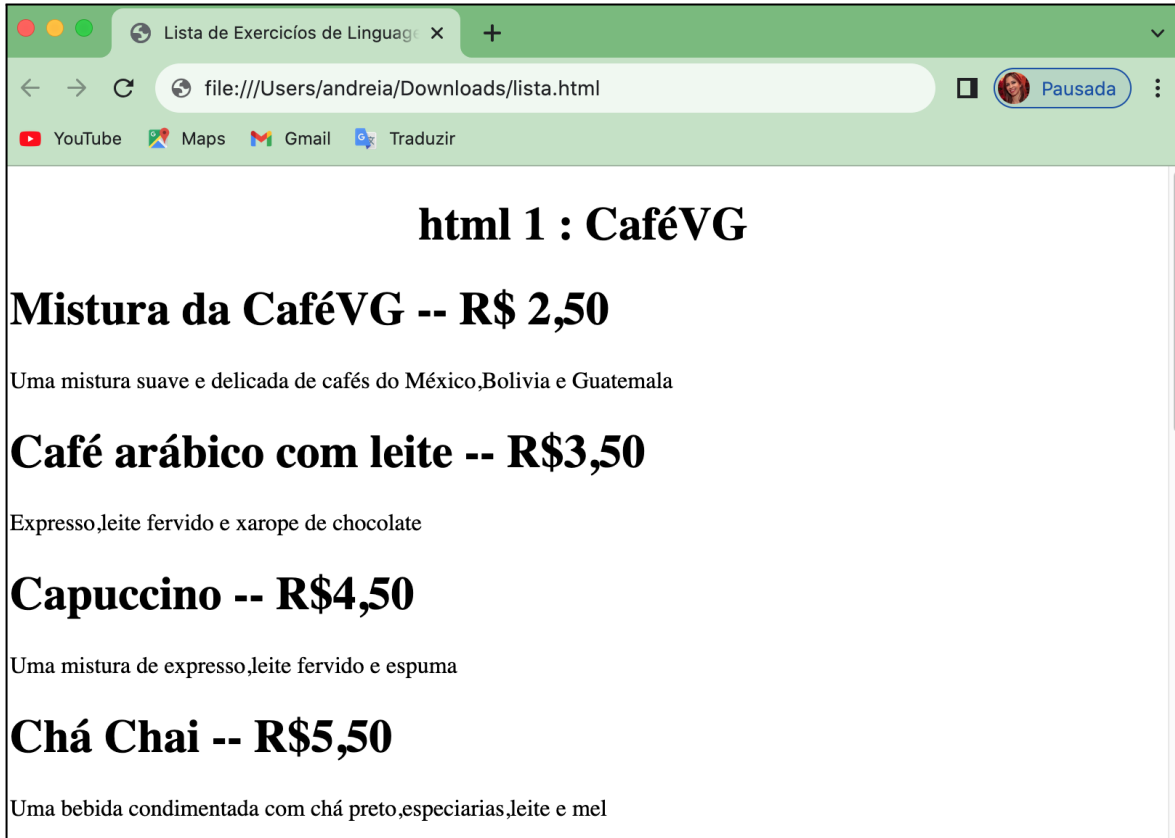 Lista de Exercicíos de Linguage
file:///Users/andreia/Downloads/lista.html
Pausada
YouTube Maps Gmail Traduzir
html 1 : CaféVG
Mistura da CaféVG -- R$ 2,50
Uma mistura suave e delicada de cafés do México,Bolivia e Guatemala
Café arábico com leite -- R$3,50
Expresso,leite fervido e xarope de chocolate
Capuccino -- R$4,50
Uma mistura de expresso,leite fervido e espuma
Chá Chai -- R$5,50
Uma bebida condimentada com chá preto,especiarias,leite e mel